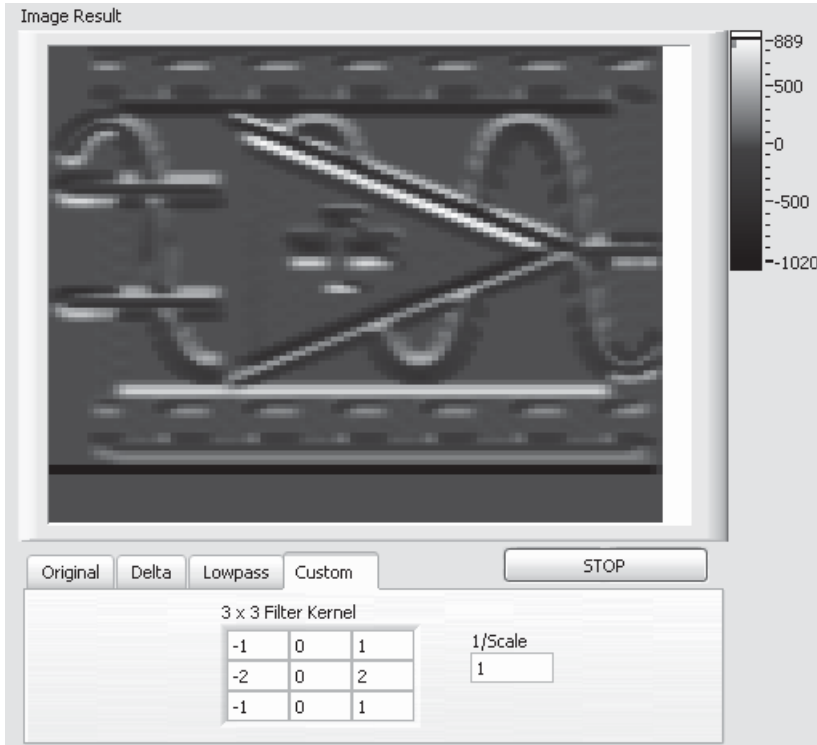 Image Result
889
500
0
-500
-1020
Original
Delta
Lowpass
Custom
STOP
3 x 3 Filter Kernel
-1 0 1
-2 0 2
-1 0 1
1/Scale
1